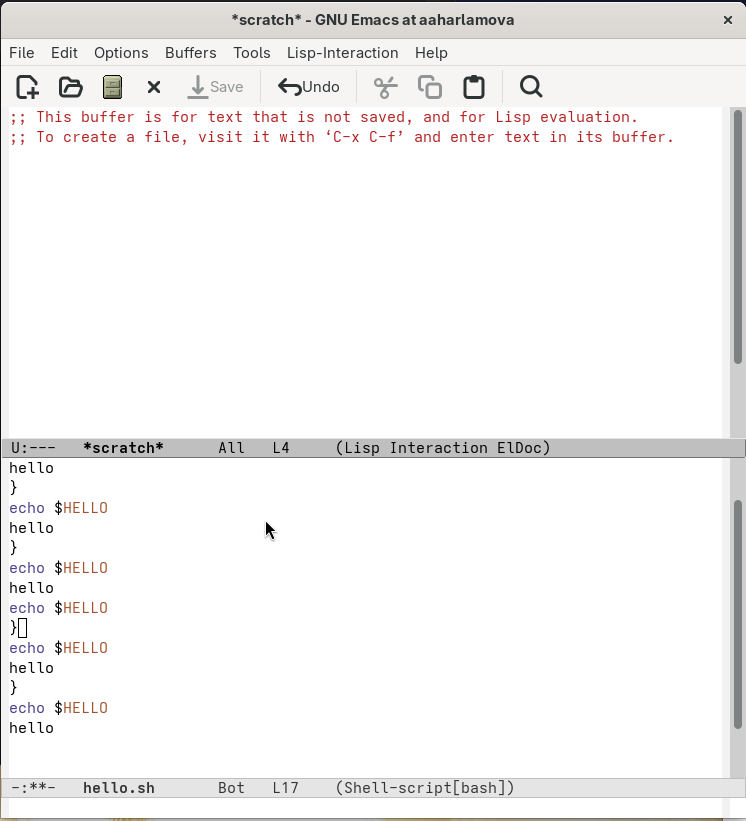 *scratch* - GNU Emacs at aaharlamova
File Edit Options Buffers Tools Lisp-Interaction Help
Save Undo
;; This buffer is for text that is not saved, and for Lisp evaluation.
;; To create a file, visit it with ‘C-x C-f’ and enter text in its buffer.
U:--- *scratch* All L4 (Lisp Interaction ElDoc)
hello
}
echo $HELLO
hello
}
echo $HELLO
hello
echo $HELLO
}
echo $HELLO
hello
}
echo $HELLO
hello
-:**- hello.sh Bot L17 (Shell-script[bash])